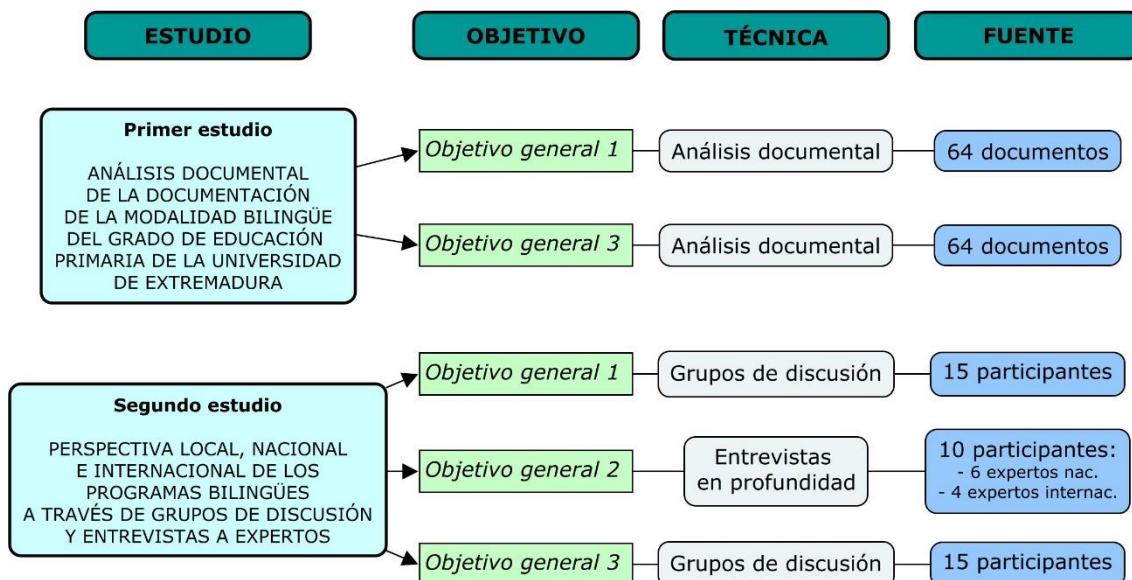 ESTUDIO
OBJETIVO
TÉCNICA
FUENTE
Primer estudio
ANÁLISIS DOCUMENTAL
DE LA DOCUMENTACIÓN
DE LA MODALIDAD BILINGÜE
DEL GRADO DE EDUCACIÓN
PRIMARIA DE LA UNIVERSIDAD
DE EXTREMADURA
Objetivo general 1
Análisis documental
64 documentos
Objetivo general 3
Análisis documental
64 documentos
Segundo estudio
PERSPECTIVA LOCAL, NACIONAL
E INTERNACIONAL DE LOS
PROGRAMAS BILINGÜES
A TRAVÉS DE GRUPOS DE DISCUSIÓN
Y ENTREVISTAS A EXPERTOS
Objetivo general 1
Grupos de discusión
15 participantes
Objetivo general 2
Entrevistas
en profundidad
10 participantes:
- 6 expertos nac.
- 4 expertos internac.
Objetivo general 3
Grupos de discusión
15 participantes